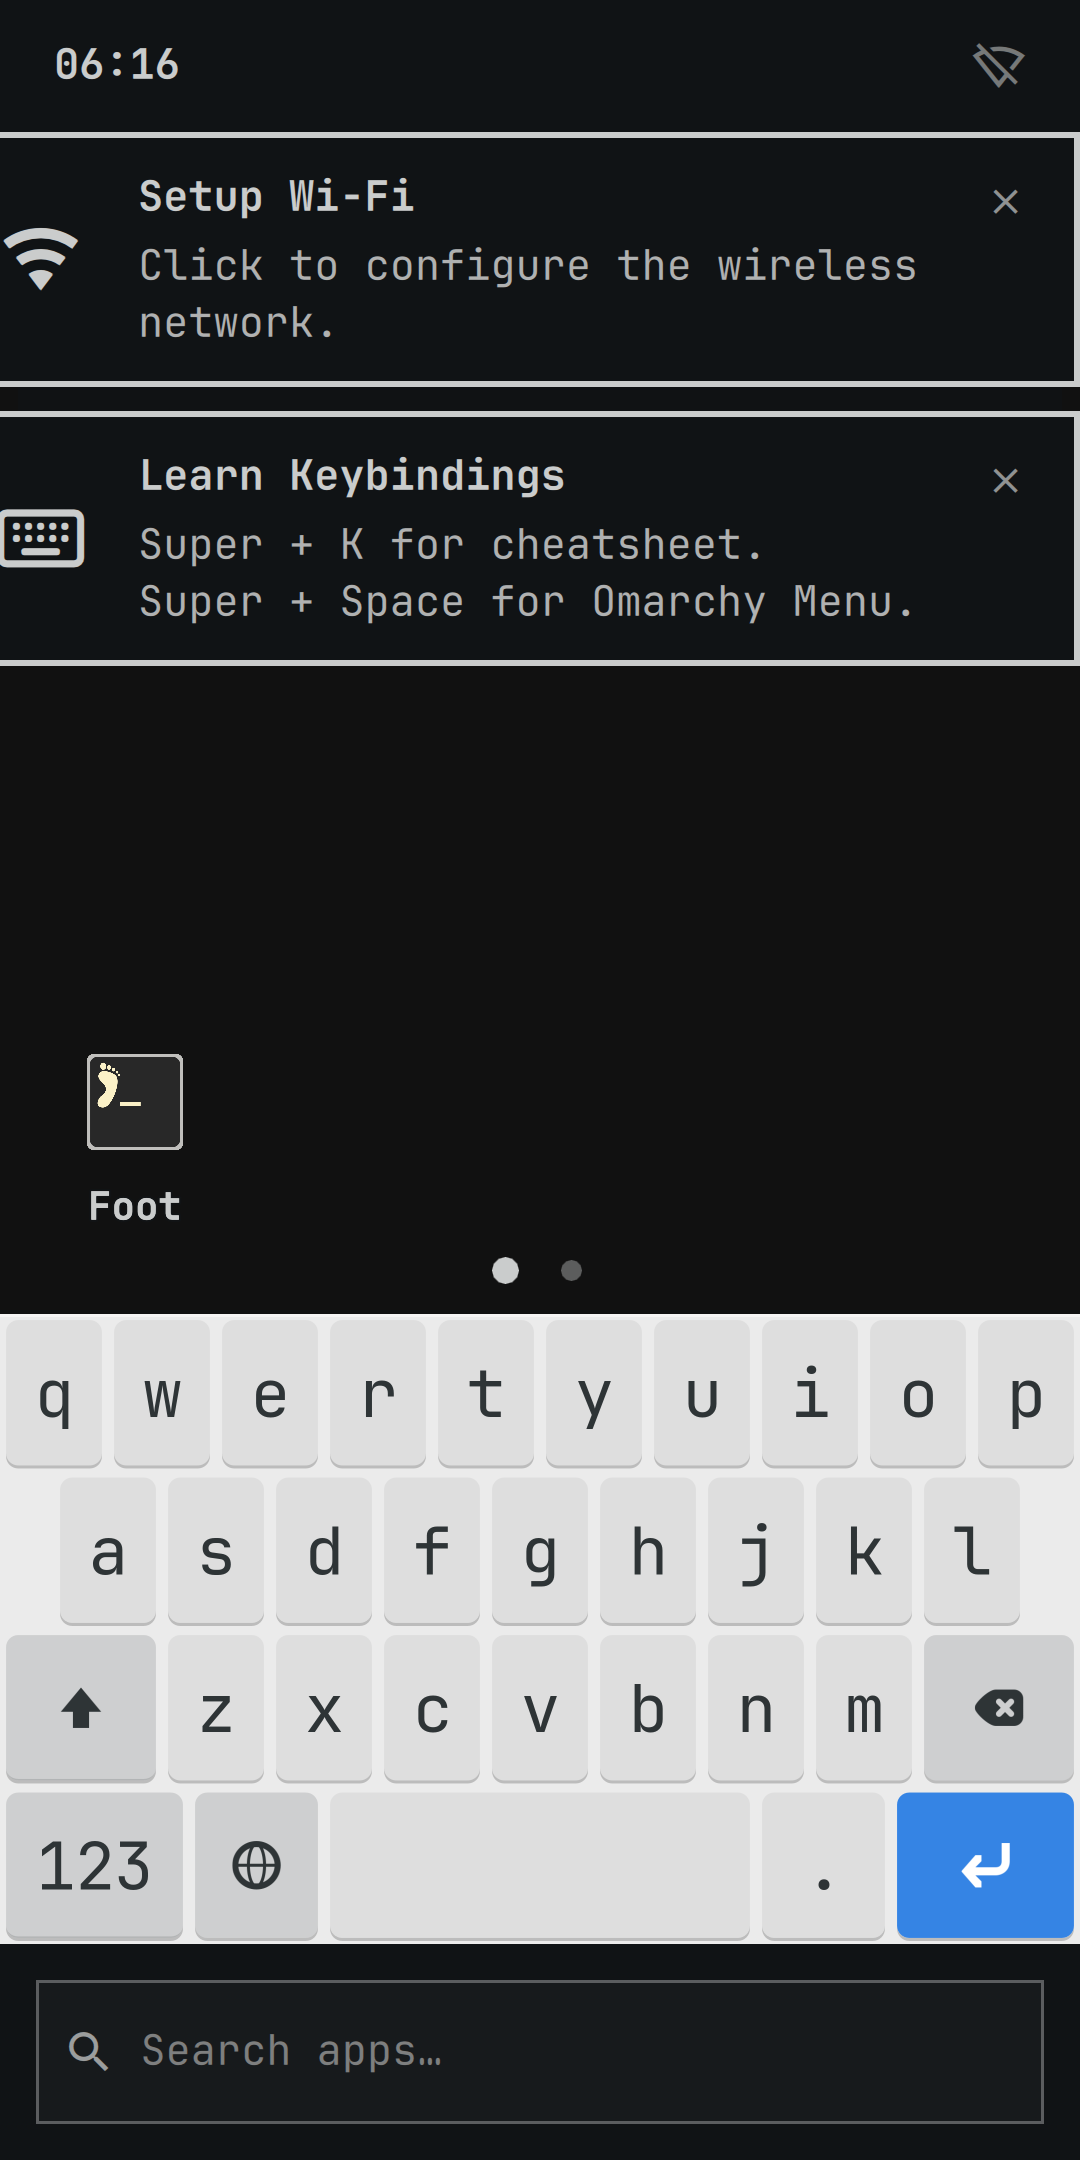 06:16
Setup Wi-Fi
Click to configure the wireless
network.
Learn Keybindings
Super + K for cheatsheet.
Super + Space for Omarchy Menu.
Foot
q w e r t y u i o p
a s d f g h j k l
z x c v b n m
123 .
Search apps…